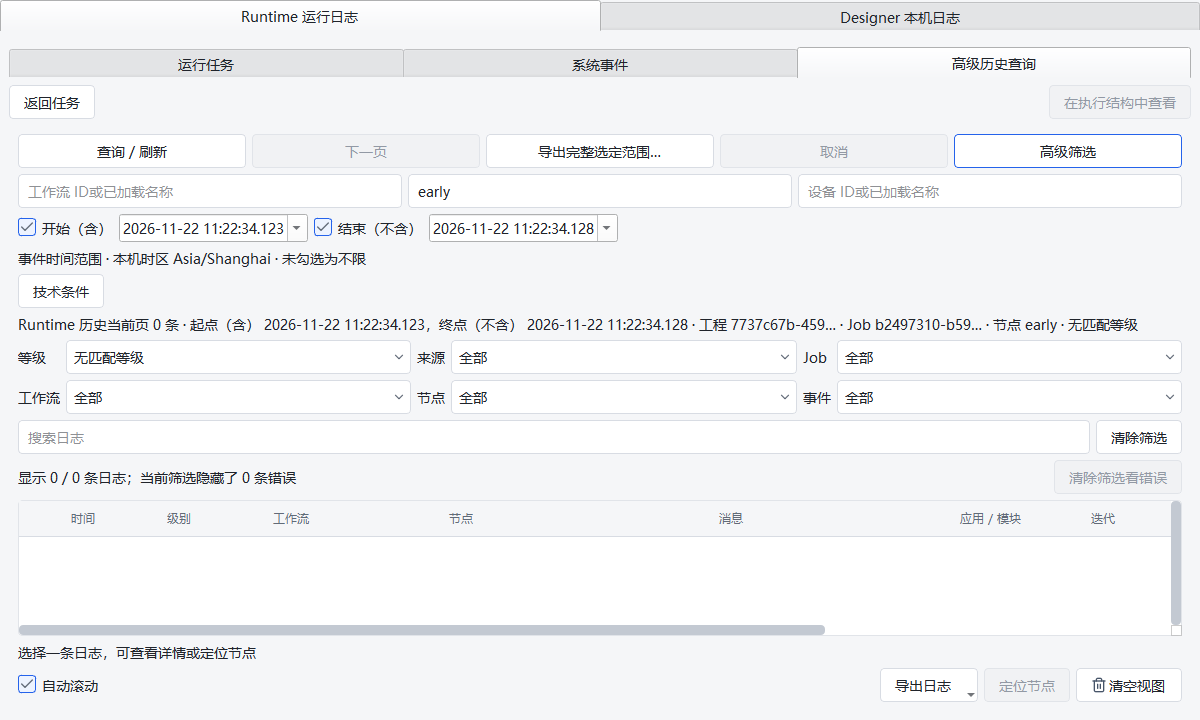 Runtime 运行日志 Designer 本机日志
运行任务 系统事件 高级历史查询
返回任务 在执行结构中查看
查询 / 刷新 下一页 导出完整选定范围... 取消 高级筛选
工作流 ID或已加载名称 early 设备 ID或已加载名称
开始（含） 2026-11-22 11:22:34.123 结束（不含） 2026-11-22 11:22:34.128
事件时间范围 · 本机时区 Asia/Shanghai · 未勾选为不限
技术条件
Runtime 历史当前页 0 条 · 起点（含） 2026-11-22 11:22:34.123，终点（不含） 2026-11-22 11:22:34.128 · 工程 7737c67b-459... · Job b2497310-b59... · 节点 early · 无匹配等级
等级 无匹配等级 来源 全部 Job 全部
工作流 全部 节点 全部 事件 全部
搜索日志 清除筛选
显示 0 / 0 条日志；当前筛选隐藏了 0 条错误 清除筛选看错误
时间 级别 工作流 节点 消息 应用 / 模块 迭代
选择一条日志，可查看详情或定位节点
自动滚动 导出日志 定位节点 清空视图